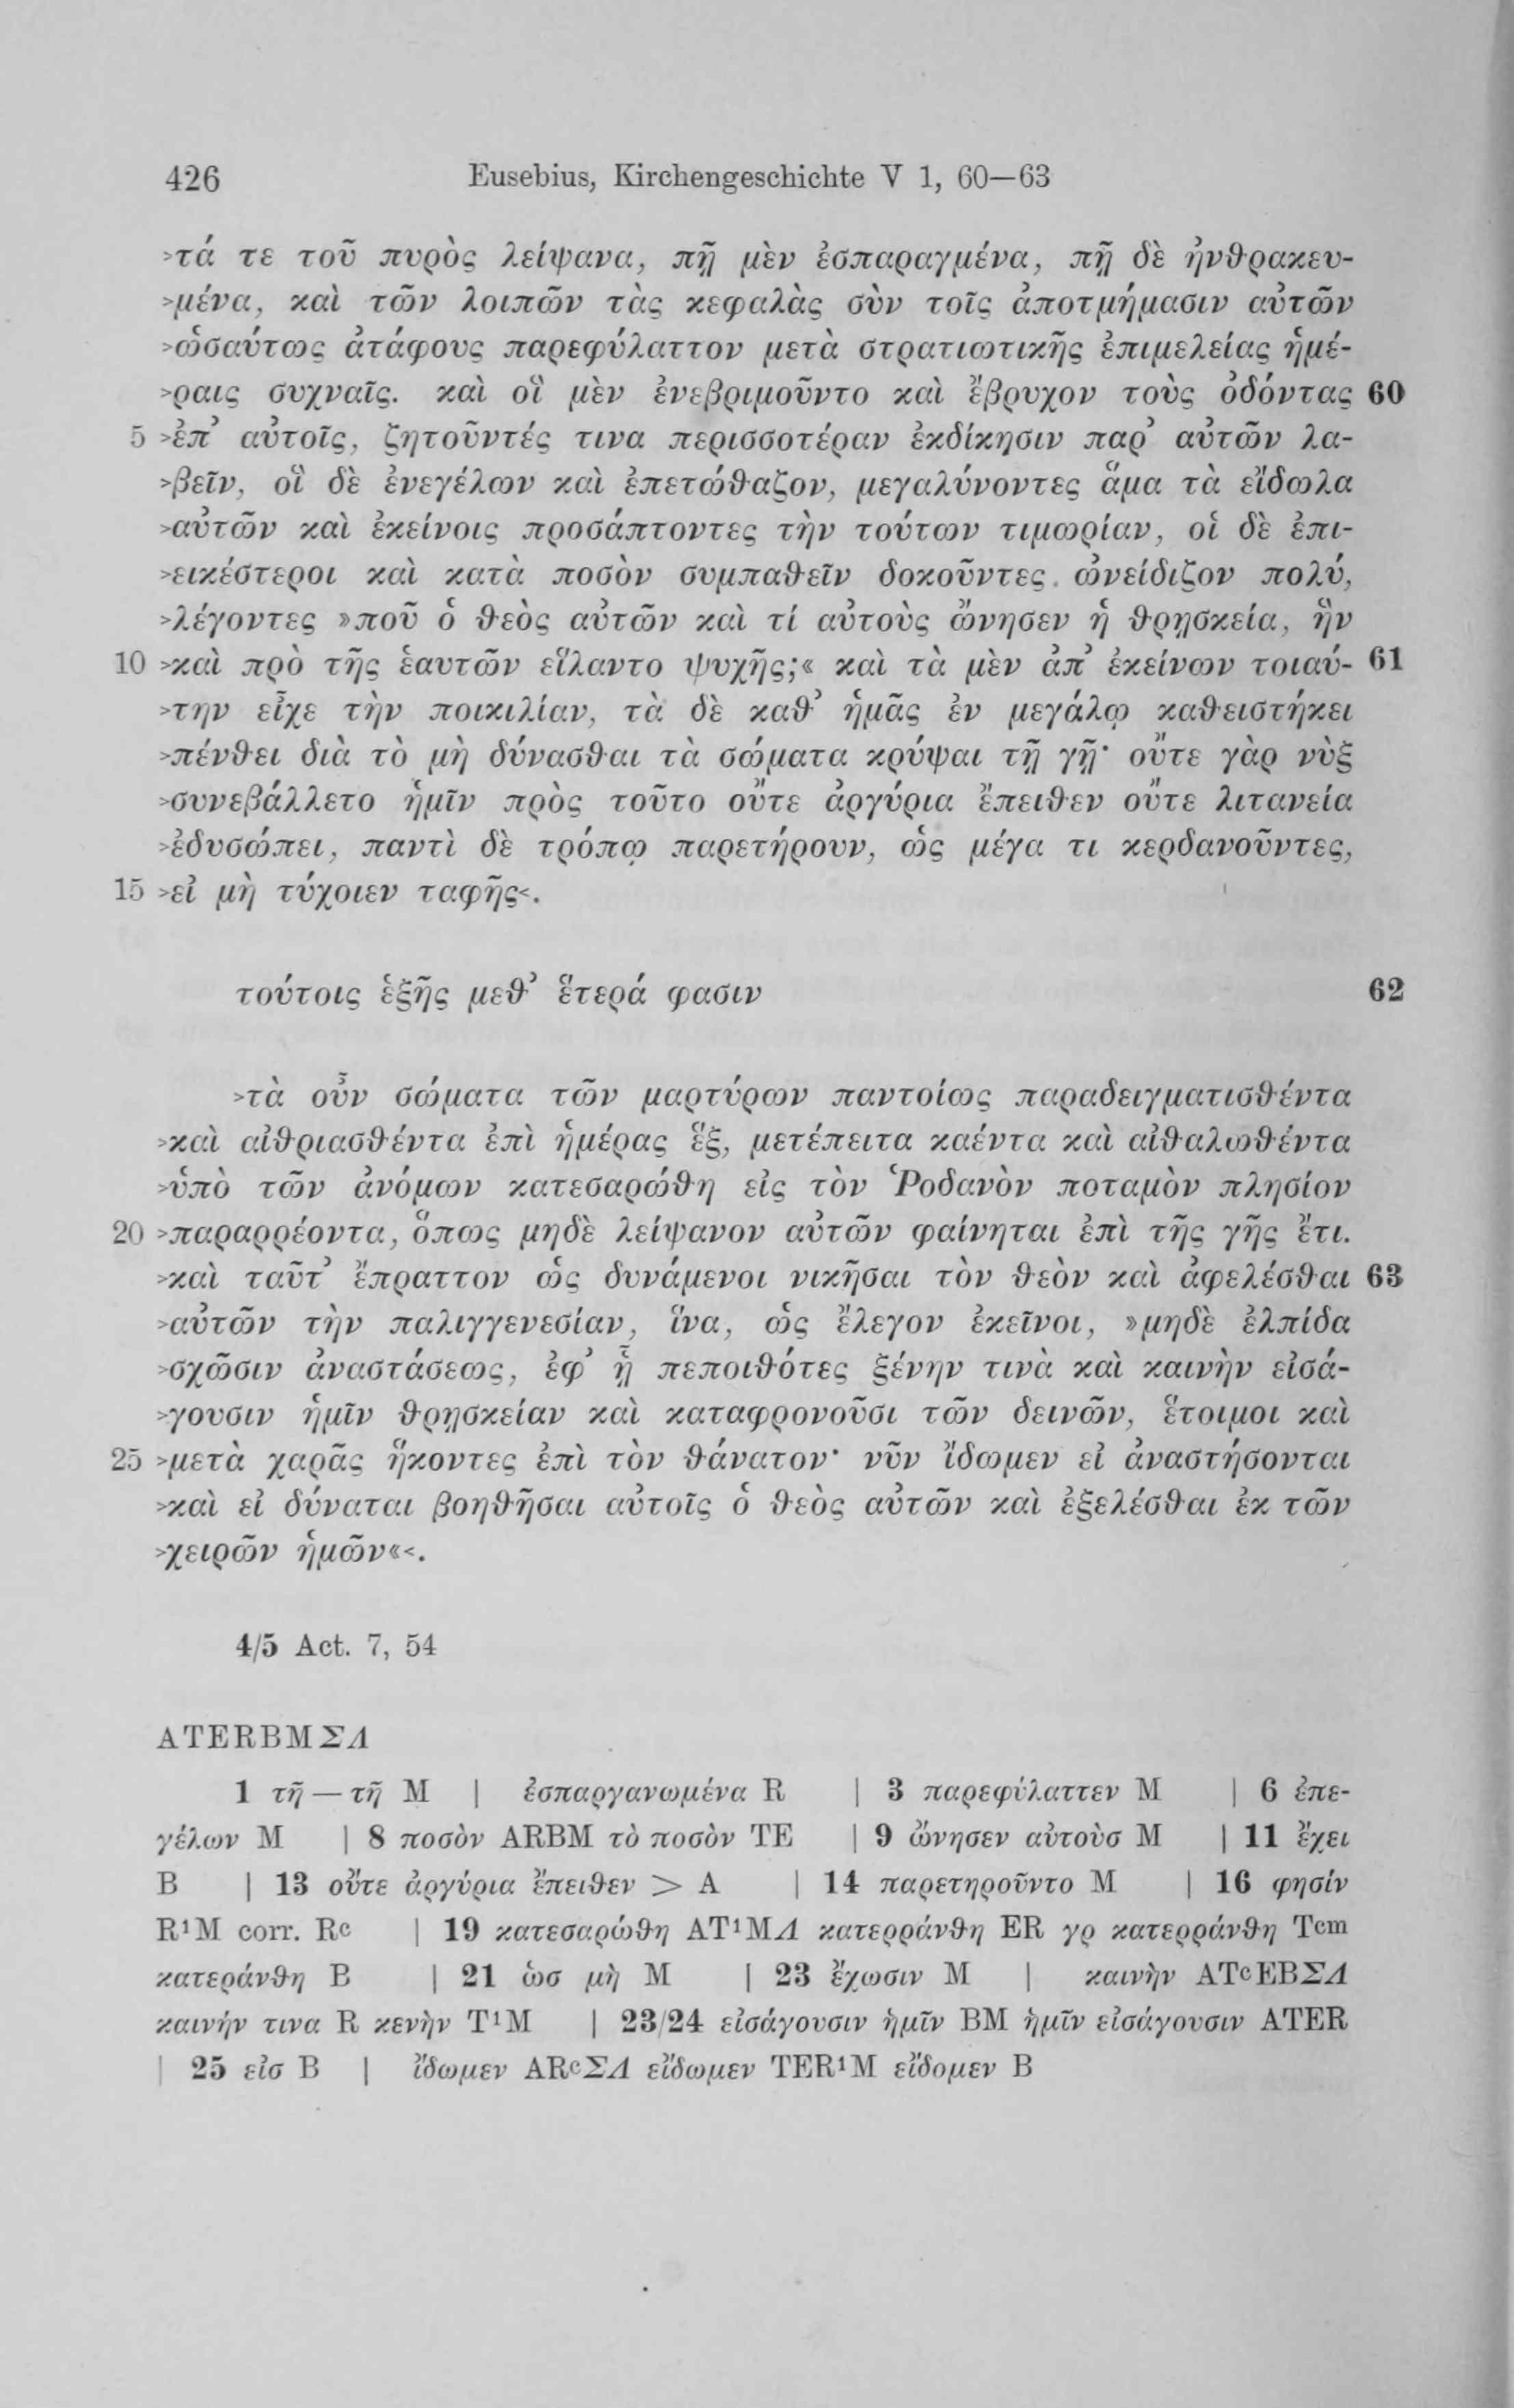 426 Eusebius, Kirchengeschichte V 1, 60—63
>τά τε τοῦ πυρὸς λείψανα, πῇ μὲν ἐσπαραγμένα, πῇ δὲ ἠνθρακευ-
>μένα, καὶ τῶν λοιπῶν τὰς κεφαλὰς σὺν τοῖς ἀποτμήμασιν αὐτῶν
>ὡσαύτως ἀτάφους παρεφύλαττον μετὰ στρατιωτικῆς ἐπιμελείας ἡμέ-
>ραις συχναῖς. καὶ οἳ μὲν ἐνεβριμοῦντο καὶ ἔβρυχον τοὺς ὀδόντας 60
5 >ἐπ’ αὐτοῖς, ζητοῦντές τινα περισσοτέραν ἐκδίκησιν παρ’ αὐτῶν λα-
>βεῖν, οἳ δὲ ἐνεγέλων καὶ ἐπετώθαζον, μεγαλύνοντες ἅμα τὰ εἴδωλα
>αὐτῶν καὶ ἐκείνοις προσάπτοντες τὴν τούτων τιμωρίαν, οἱ δὲ ἐπι-
>εικέστεροι καὶ κατὰ ποσὸν συμπαθεῖν δοκοῦντες ὠνείδιζον πολύ,
>λέγοντες »ποῦ ὁ θεὸς αὐτῶν καὶ τί αὐτοὺς ὤνησεν ἡ θρῃσκεία, ἣν
10 >καὶ πρὸ τῆς ἑαυτῶν εἵλαντο ψυχῆς;« καὶ τὰ μὲν ἀπ’ ἐκείνων τοιαύ- 61
>την εἶχε τὴν ποικιλίαν, τὰ δὲ καθ’ ἡμᾶς ἐν μεγάλῳ καθειστήκει
>πένθει διὰ τὸ μὴ δύνασθαι τὰ σώματα κρύψαι τῇ γῇ· οὔτε γὰρ νὺξ
>συνεβάλλετο ἡμῖν πρὸς τοῦτο οὔτε ἀργύρια ἔπειθεν οὔτε λιτανεία
>ἐδυσώπει, παντὶ δὲ τρόπῳ παρετήρουν, ὡς μέγα τι κερδανοῦντες,
15 >εἰ μὴ τύχοιεν ταφῆς<.
τούτοις ἑξῆς μεθ’ ἕτερά φασιν 62
>τὰ οὖν σώματα τῶν μαρτύρων παντοίως παραδειγματισθέντα
>καὶ αἰθριασθέντα ἐπὶ ἡμέρας ἕξ, μετέπειτα καέντα καὶ αἰθαλωθέντα
>ὑπὸ τῶν ἀνόμων κατεσαρώθη εἰς τὸν Ῥοδανὸν ποταμὸν πλησίον
20 >παραρρέοντα, ὅπως μηδὲ λείψανον αὐτῶν φαίνηται ἐπὶ τῆς γῆς ἔτι.
>καὶ ταῦτ’ ἔπραττον ὡς δυνάμενοι νικῆσαι τὸν θεὸν καὶ ἀφελέσθαι 63
>αὐτῶν τὴν παλιγγενεσίαν, ἵνα, ὡς ἔλεγον ἐκεῖνοι, »μηδὲ ἐλπίδα
>σχῶσιν ἀναστάσεως, ἐφ’ ᾗ πεποιθότες ξένην τινὰ καὶ καινὴν εἰσά-
>γουσιν ἡμῖν θρῃσκείαν καὶ καταφρονοῦσι τῶν δεινῶν, ἕτοιμοι καὶ
25 >μετὰ χαρᾶς ἥκοντες ἐπὶ τὸν θάνατον· νῦν ἴδωμεν εἰ ἀναστήσονται
>καὶ εἰ δύναται βοηθῆσαι αὐτοῖς ὁ θεὸς αὐτῶν καὶ ἐξελέσθαι ἐκ τῶν
>χειρῶν ἡμῶν«<.
4/5 Act. 7, 54
ATERBMΣΛ
1 τῆ — τῆ M | ἐσπαργανωμένα R | 3 παρεφύλαττεν M | 6 ἐπε-
γέλων M | 8 ποσὸν ARBM τὸ ποσὸν TE | 9 ὤνησεν αὐτοὺσ M | 11 ἔχει
B | 13 οὔτε ἀργύρια ἔπειθεν > A | 14 παρετηροῦντο M | 16 φησίν
R¹M corr. Rᶜ | 19 κατεσαρώθη AT¹MΛ κατερράνθη ER γρ κατερράνθη Tᶜᵐ
κατεράνθη B | 21 ὡσ μὴ M | 23 ἔχωσιν M | καινὴν ATᶜEBΣΛ
καινήν τινα R κενὴν T¹M | 23/24 εἰσάγουσιν ἡμῖν BM ἡμῖν εἰσάγουσιν ATER
| 25 εἰσ B | ἴδωμεν ARᶜΣΛ εἴδωμεν TER¹M εἴδομεν B